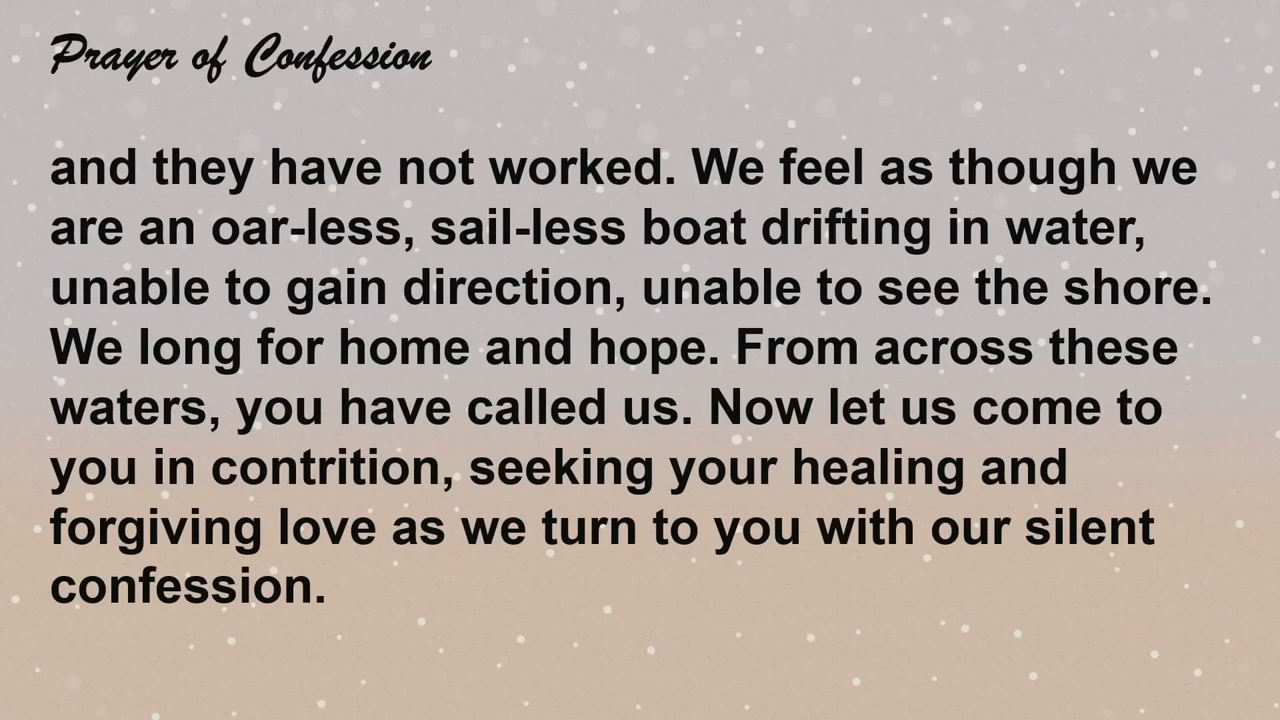 Prayer of Confession
and they have not worked. We feel as though we
are an oar-less, sail-less boat drifting in water,
unable to gain direction, unable to see the shore.
We long for home and hope. From across these
waters, you have called us. Now let us come to
you in contrition, seeking your healing and
forgiving love as we turn to you with our silent
confession.